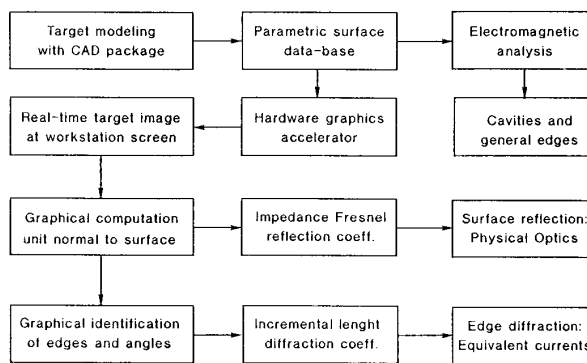 Target modeling
with CAD package
Parametric surface
data-base
Electromagnetic
analysis
Real-time target image
at workstation screen
Hardware graphics
accelerator
Cavities and
general edges
Graphical computation
unit normal to surface
Impedance Fresnel
reflection coeff.
Surface reflection:
Physical Optics
Graphical identification
of edges and angles
Incremental lenght
diffraction coeff.
Edge diffraction:
Equivalent currents